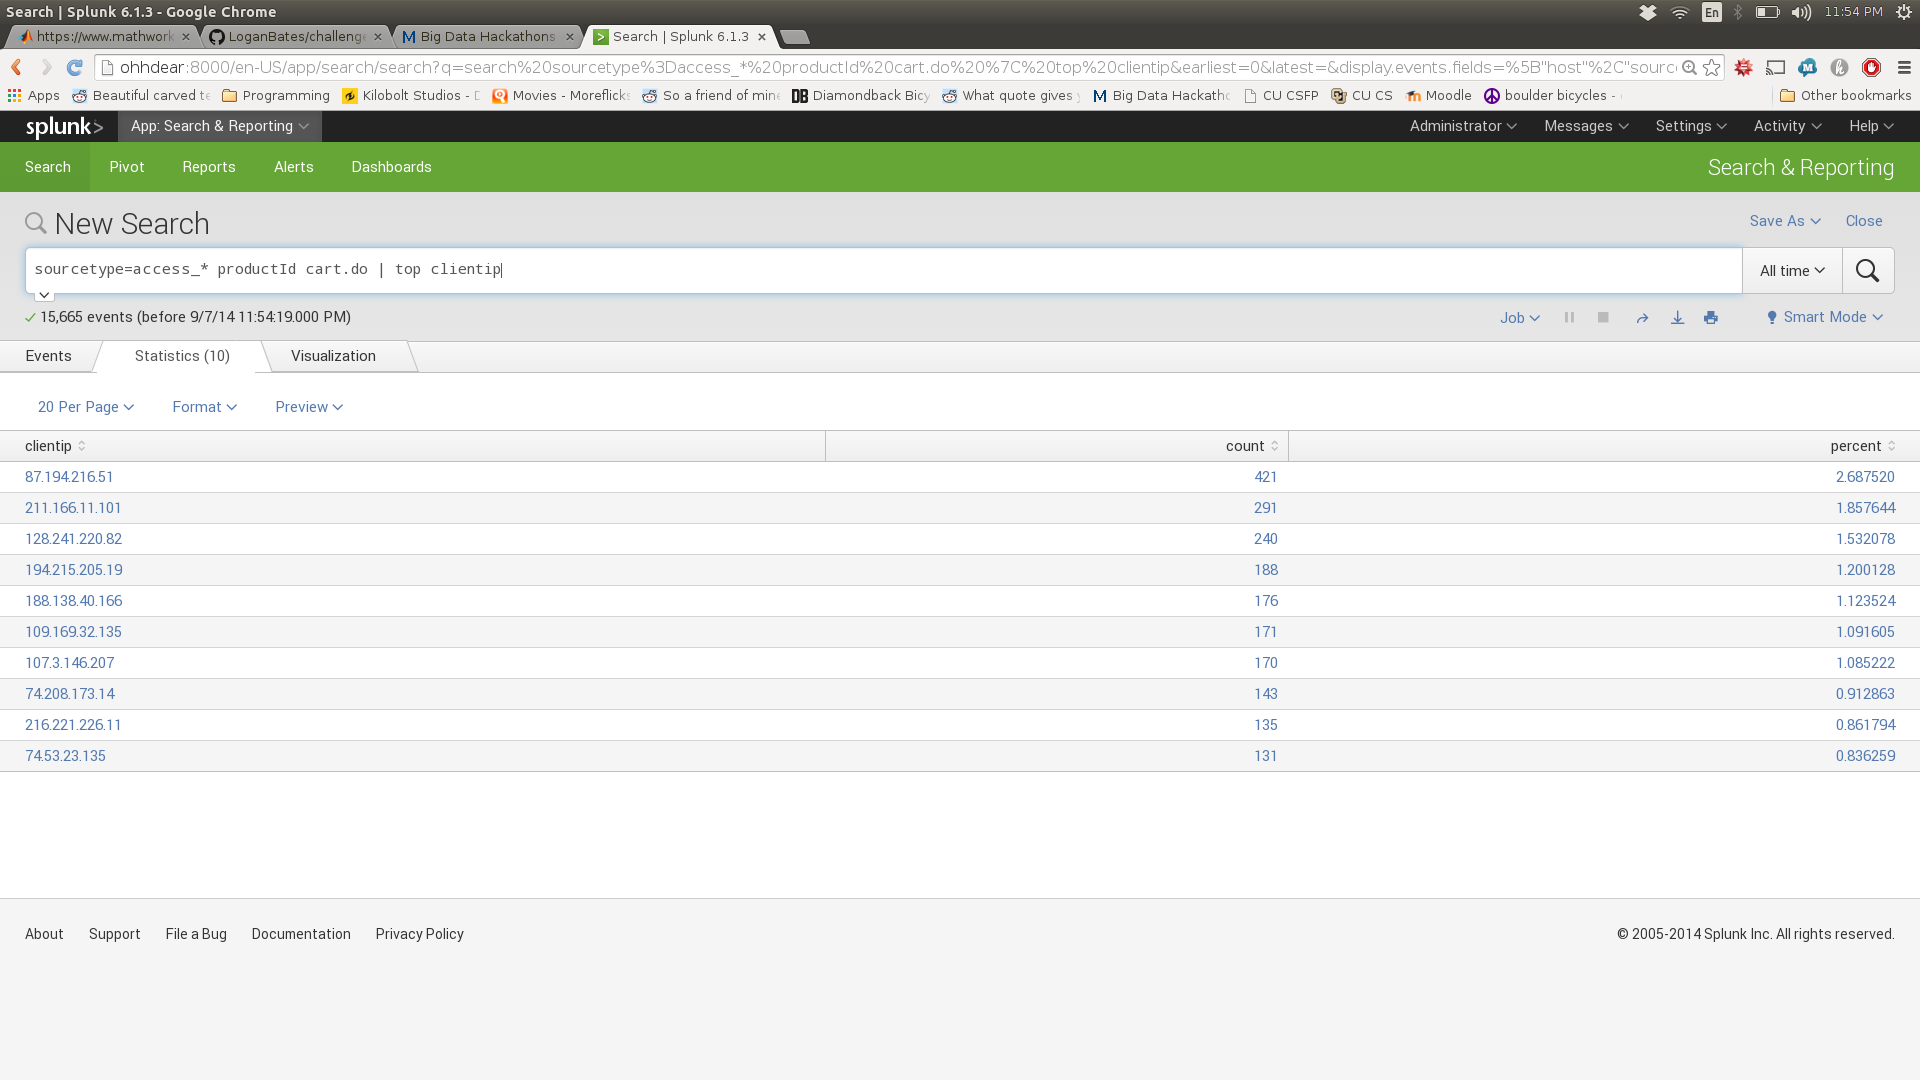 Search | Splunk 6.1.3 - Google Chrome En 11:54 PM
https://www.mathwork LoganBates/challenge Big Data Hackathons Search | Splunk 6.1.3
ohhdear:8000/en-US/app/search/search?q=search%20sourcetype%3Daccess_*%20productId%20cart.do%20%7C%20top%20clientip&earliest=0&latest=&display.events.fields=%5B"host"%2C"source
Apps Beautiful carved te Programming Kilobolt Studios - D Movies - Moreflicks So a friend of mine Diamondback Bicy What quote gives y Big Data Hackatho CU CSFP CU CS Moodle boulder bicycles - Other bookmarks
splunk> App: Search & Reporting Administrator Messages Settings Activity Help
Search Pivot Reports Alerts Dashboards Search & Reporting
New Search Save As Close
sourcetype=access_* productId cart.do | top clientip All time
15,665 events (before 9/7/14 11:54:19.000 PM) Job Smart Mode
Events Statistics (10) Visualization
20 Per Page Format Preview
clientip count percent
87.194.216.51 421 2.687520
211.166.11.101 291 1.857644
128.241.220.82 240 1.532078
194.215.205.19 188 1.200128
188.138.40.166 176 1.123524
109.169.32.135 171 1.091605
107.3.146.207 170 1.085222
74.208.173.14 143 0.912863
216.221.226.11 135 0.861794
74.53.23.135 131 0.836259
About Support File a Bug Documentation Privacy Policy © 2005-2014 Splunk Inc. All rights reserved.